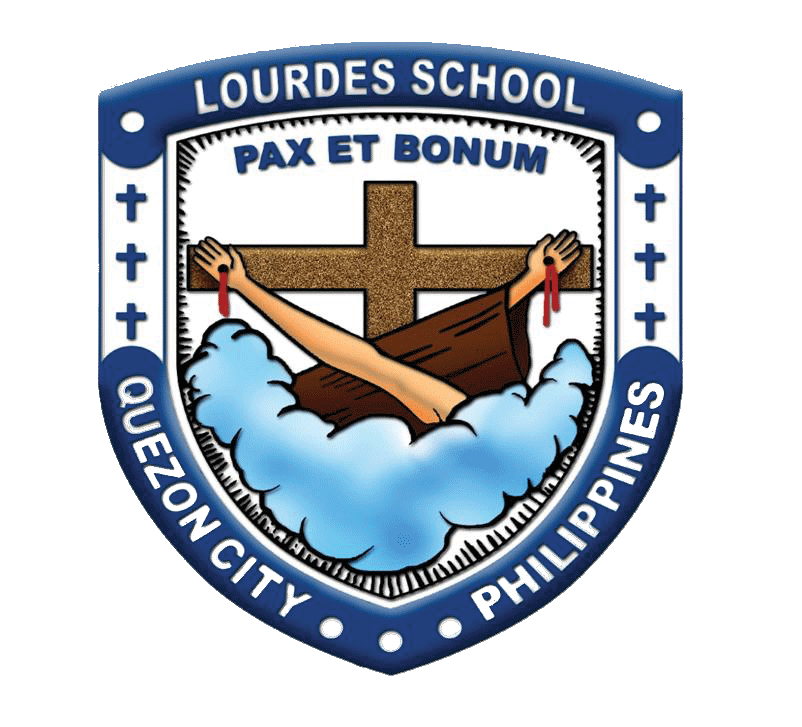 LOURDES SCHOOL
PAX ET BONUM
QUEZON CITY
PHILIPPINES